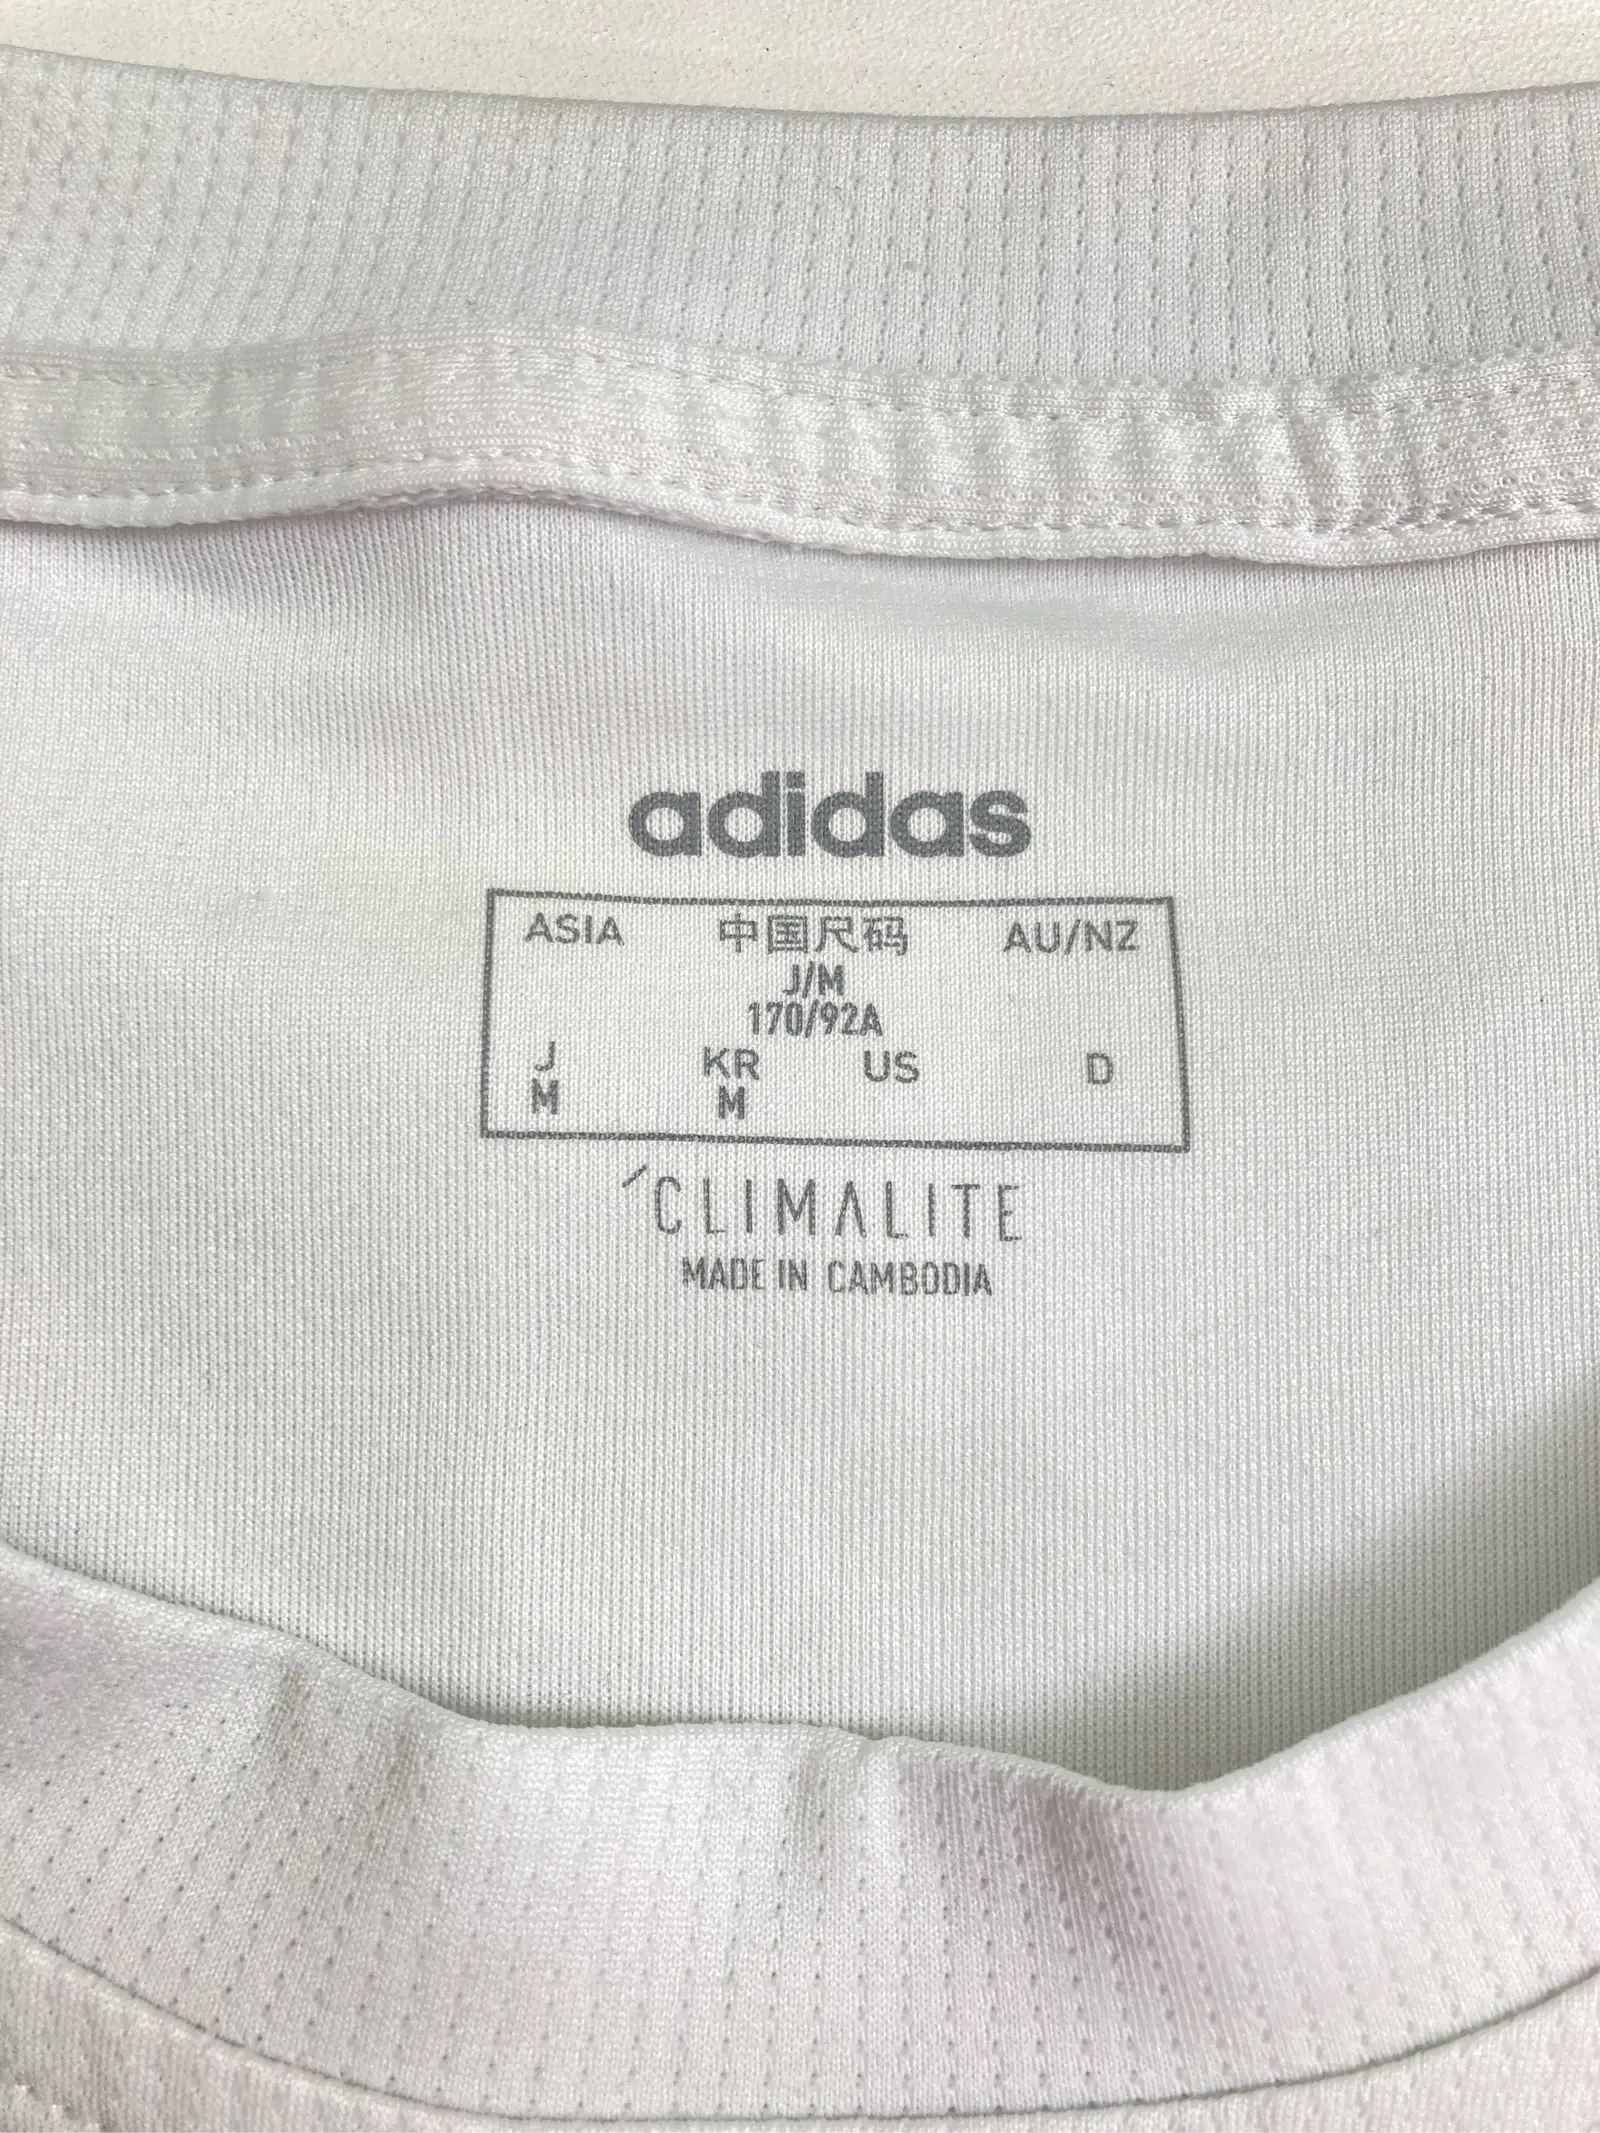 adidas
ASIA 中国尺码 AU/NZ
J/M
170/92A
J KR US D
M M
´CLIMALITE
MADE IN CAMBODIA